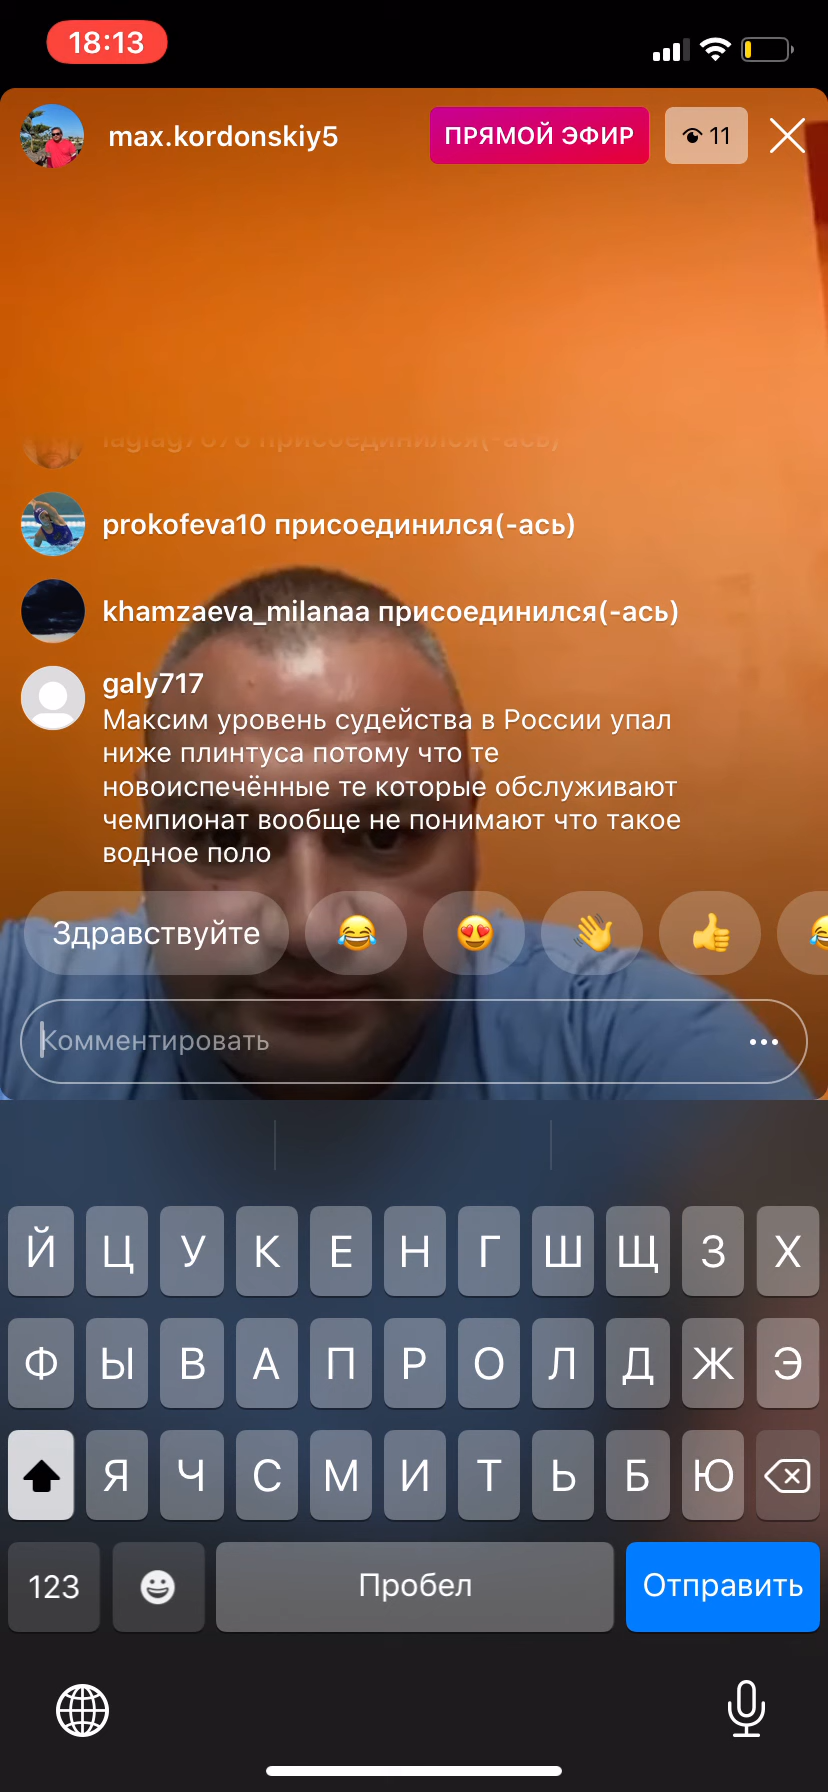 18:13
max.kordonskiy5
ПРЯМОЙ ЭФИР
11
присоединился(-ась)
prokofeva10 присоединился(-ась)
khamzaeva_milanaa присоединился(-ась)
galy717
Максим уровень судейства в России упал
ниже плинтуса потому что те
новоиспечённые те которые обслуживают
чемпионат вообще не понимают что такое
водное поло
Здравствуйте
Комментировать
Й Ц У К Е Н Г Ш Щ З Х
Ф Ы В А П Р О Л Д Ж Э
Я Ч С М И Т Ь Б Ю
123 Пробел Отправить